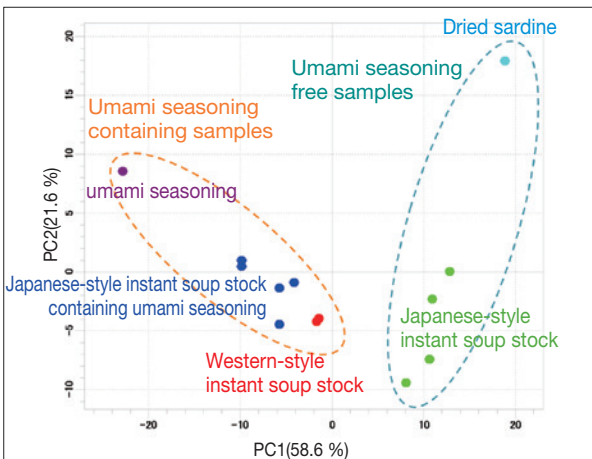 Dried sardine
Umami seasoning
free samples
Umami seasoning
containing samples
umami seasoning
Japanese-style instant soup stock
containing umami seasoning
Western-style
instant soup stock
Japanese-style
instant soup stock
PC2(21.6 %)
20
15
10
5
0
-5
-10
-20
-10
0
10
20
PC1(58.6 %)